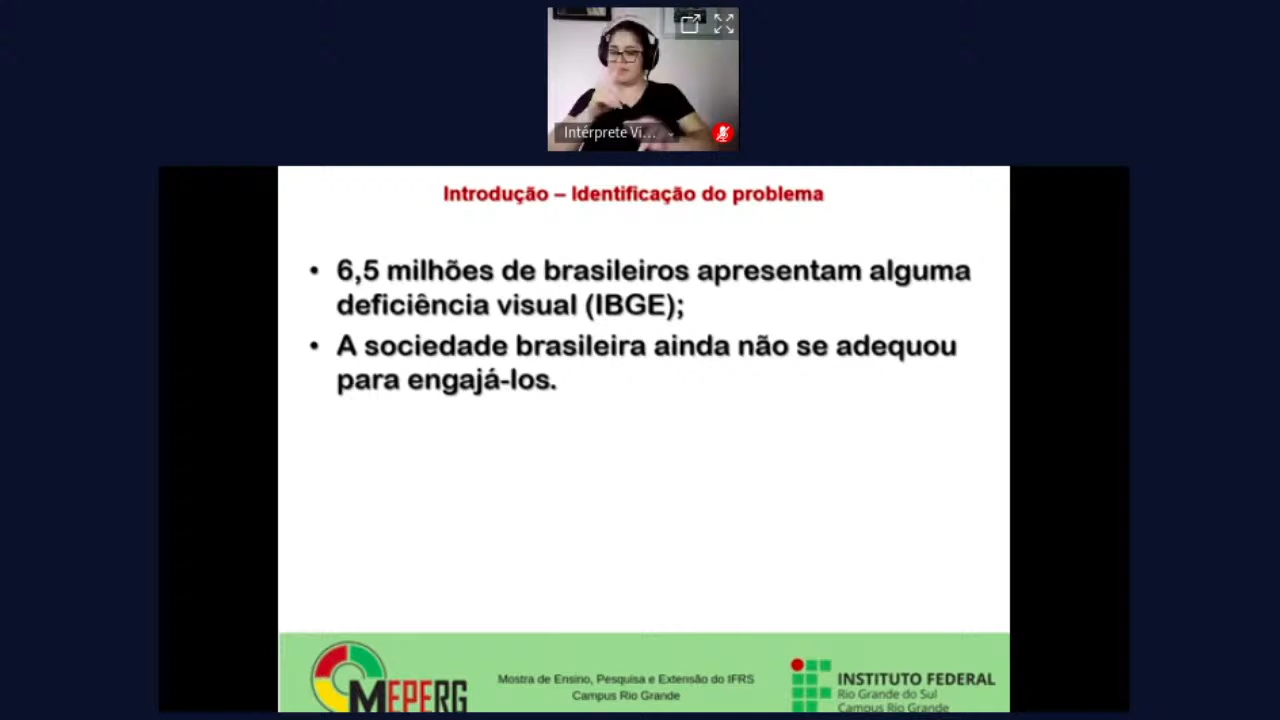 Intérprete Vi...
Introdução – Identificação do problema
• 6,5 milhões de brasileiros apresentam alguma
deficiência visual (IBGE);
• A sociedade brasileira ainda não se adequou
para engajá-los.
MEPERG
Mostra de Ensino, Pesquisa e Extensão do IFRS
Campus Rio Grande
INSTITUTO FEDERAL
Rio Grande do Sul
Campus Rio Grande